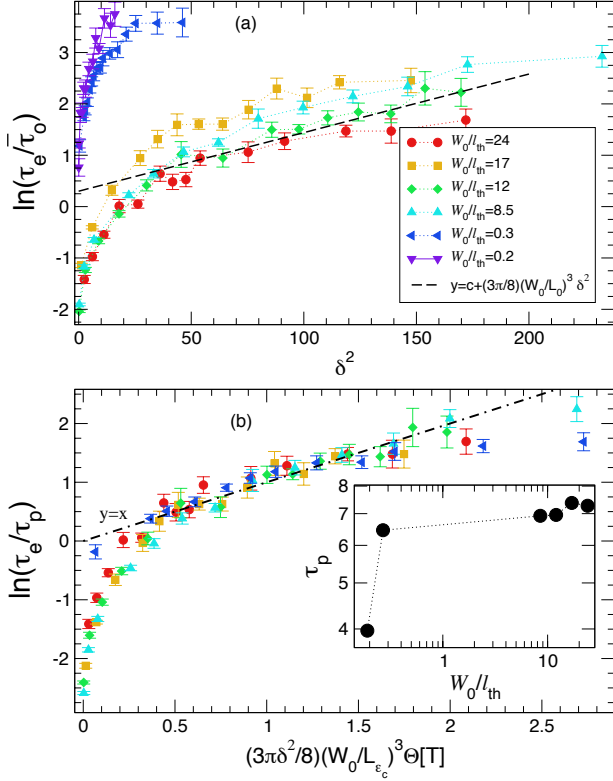 (a)
3
2
1
0
-1
-2
ln(τe/τ̅o)
0 50 100 150 200
δ²
W0/lth=24
W0/lth=17
W0/lth=12
W0/lth=8.5
W0/lth=0.3
W0/lth=0.2
y=c+(3π/8)(W0/L0)³ δ²
(b)
2
1
0
-1
-2
ln(τe/τp)
y=x
0 0.5 1 1.5 2 2.5
(3πδ²/8)(W0/Lεc)³Θ[T]
8
7
6
5
4
τp
1 10
W0/lth